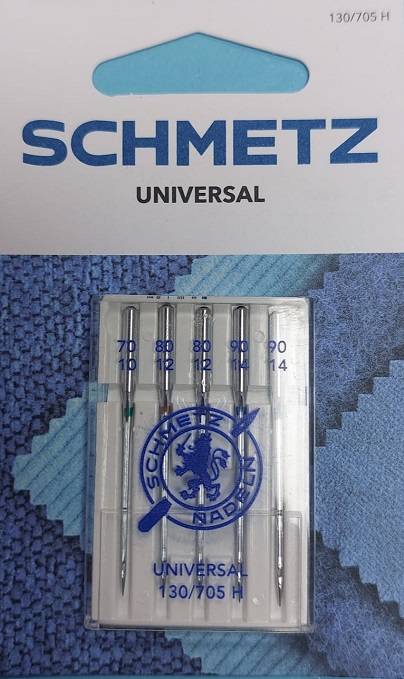 130/705 H
SCHMETZ
UNIVERSAL
70 80 80 90 90
10 12 12 14 14
SCHMETZ
NADELN
UNIVERSAL
130/705 H